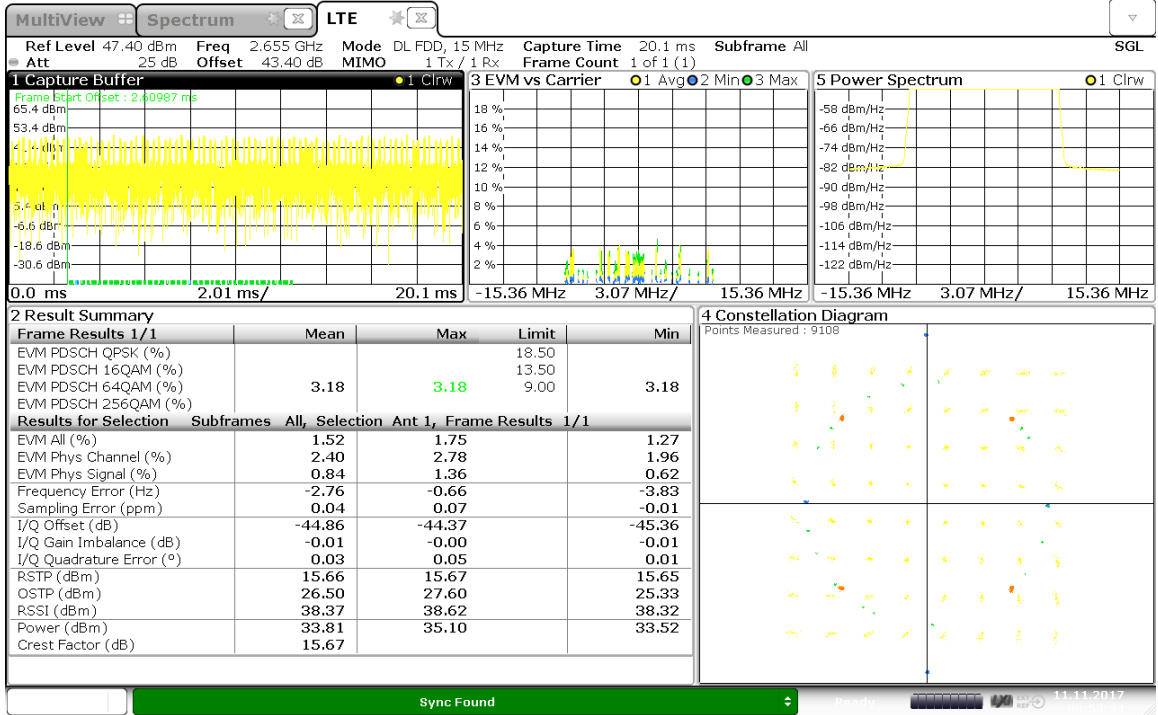 MultiView Spectrum LTE
Ref Level 47.40 dBm Freq 2.655 GHz Mode DL FDD, 15 MHz Capture Time 20.1 ms Subframe All SGL
Att 25 dB Offset 43.40 dB MIMO 1 Tx / 1 Rx Frame Count 1 of 1 (1)
1 Capture Buffer 1 Clrw
Frame Start Offset : 2.60987 ms
65.4 dBm
53.4 dBm
-6.6 dBm
-18.6 dBm
-30.6 dBm
0.0 ms 2.01 ms/ 20.1 ms
3 EVM vs Carrier 1 Avg 2 Min 3 Max
18 %
16 %
14 %
12 %
10 %
8 %
6 %
4 %
2 %
-15.36 MHz 3.07 MHz/ 15.36 MHz
5 Power Spectrum 1 Clrw
-58 dBm/Hz
-66 dBm/Hz
-74 dBm/Hz
-82 dBm/Hz
-90 dBm/Hz
-98 dBm/Hz
-106 dBm/Hz
-114 dBm/Hz
-122 dBm/Hz
-15.36 MHz 3.07 MHz/ 15.36 MHz
2 Result Summary
Frame Results 1/1 Mean Max Limit Min
EVM PDSCH QPSK (%) 18.50
EVM PDSCH 16QAM (%) 13.50
EVM PDSCH 64QAM (%) 3.18 3.18 9.00 3.18
EVM PDSCH 256QAM (%)
Results for Selection Subframes All, Selection Ant 1, Frame Results 1/1
EVM All (%) 1.52 1.75 1.27
EVM Phys Channel (%) 2.40 2.78 1.96
EVM Phys Signal (%) 0.84 1.36 0.62
Frequency Error (Hz) -2.76 -0.66 -3.83
Sampling Error (ppm) 0.04 0.07 -0.01
I/Q Offset (dB) -44.86 -44.37 -45.36
I/Q Gain Imbalance (dB) -0.01 -0.00 -0.01
I/Q Quadrature Error (º) 0.03 0.05 0.01
RSTP (dBm) 15.66 15.67 15.65
OSTP (dBm) 26.50 27.60 25.33
RSSI (dBm) 38.37 38.62 38.32
Power (dBm) 33.81 35.10 33.52
Crest Factor (dB) 15.67
4 Constellation Diagram
Points Measured : 9108
Sync Found
Ready
LXI
EXT
REF
11.11.2017